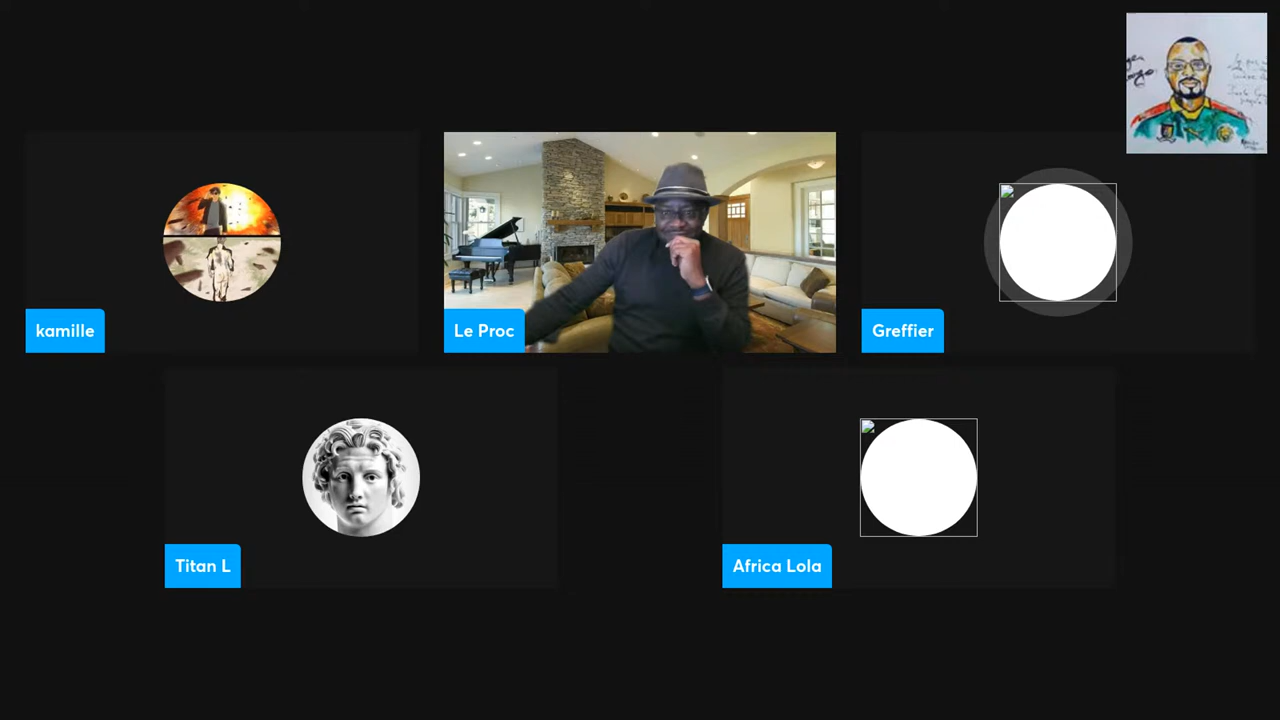 kamille
Le Proc
Greffier
Titan L
Africa Lola